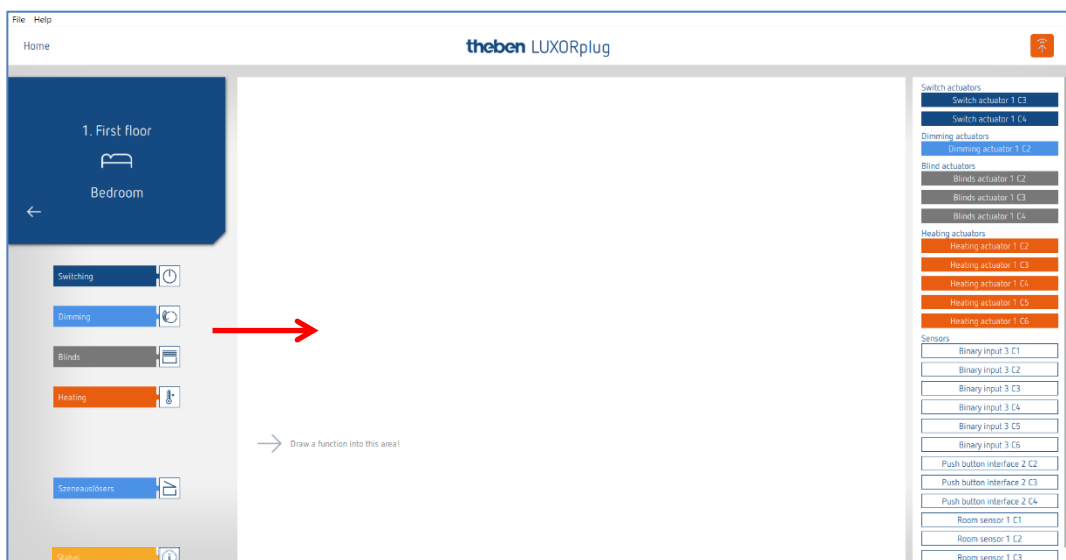 File Help
Home
theben LUXORplug
1. First floor
Bedroom
Switching
Dimming
Blinds
Heating
Szeneauslösers
Status
Draw a function into this area!
Switch actuators
Switch actuator 1 C3
Switch actuator 1 C4
Dimming actuators
Dimming actuator 1 C2
Blind actuators
Blinds actuator 1 C2
Blinds actuator 1 C3
Blinds actuator 1 C4
Heating actuators
Heating actuator 1 C2
Heating actuator 1 C3
Heating actuator 1 C4
Heating actuator 1 C5
Heating actuator 1 C6
Sensors
Binary input 3 C1
Binary input 3 C2
Binary input 3 C3
Binary input 3 C4
Binary input 3 C5
Binary input 3 C6
Push button interface 2 C2
Push button interface 2 C3
Push button interface 2 C4
Room sensor 1 C1
Room sensor 1 C2
Room sensor 1 C3